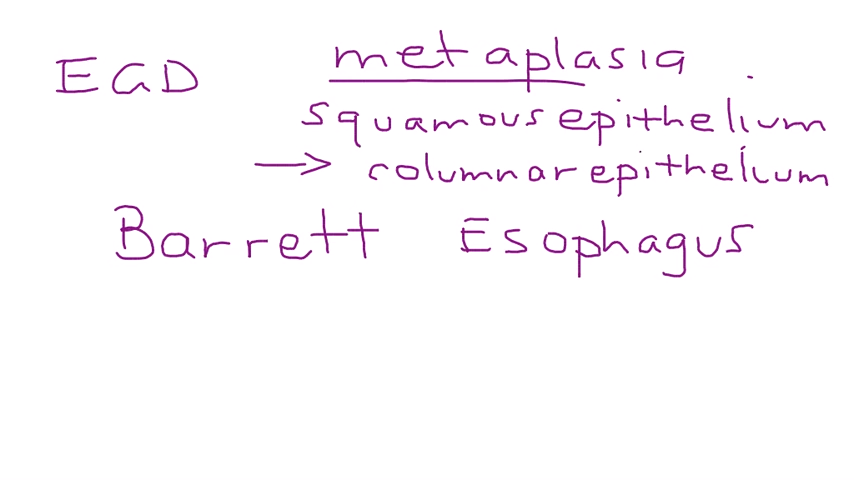 EGD metaplasia
squamous epithelium
→ columnar epithelium
Barrett Esophagus